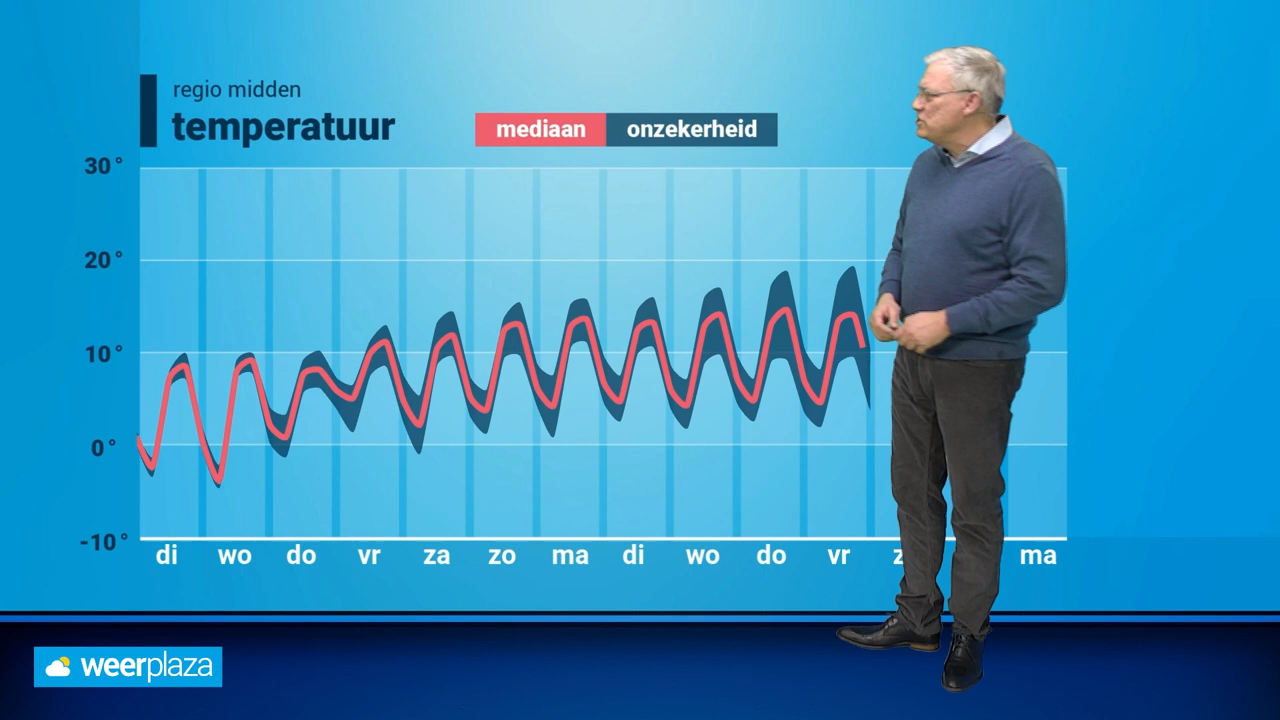 regio midden
temperatuur
mediaan onzekerheid
30°
20°
10°
0°
-10°
di wo do vr za zo ma di wo do vr ma
weerplaza